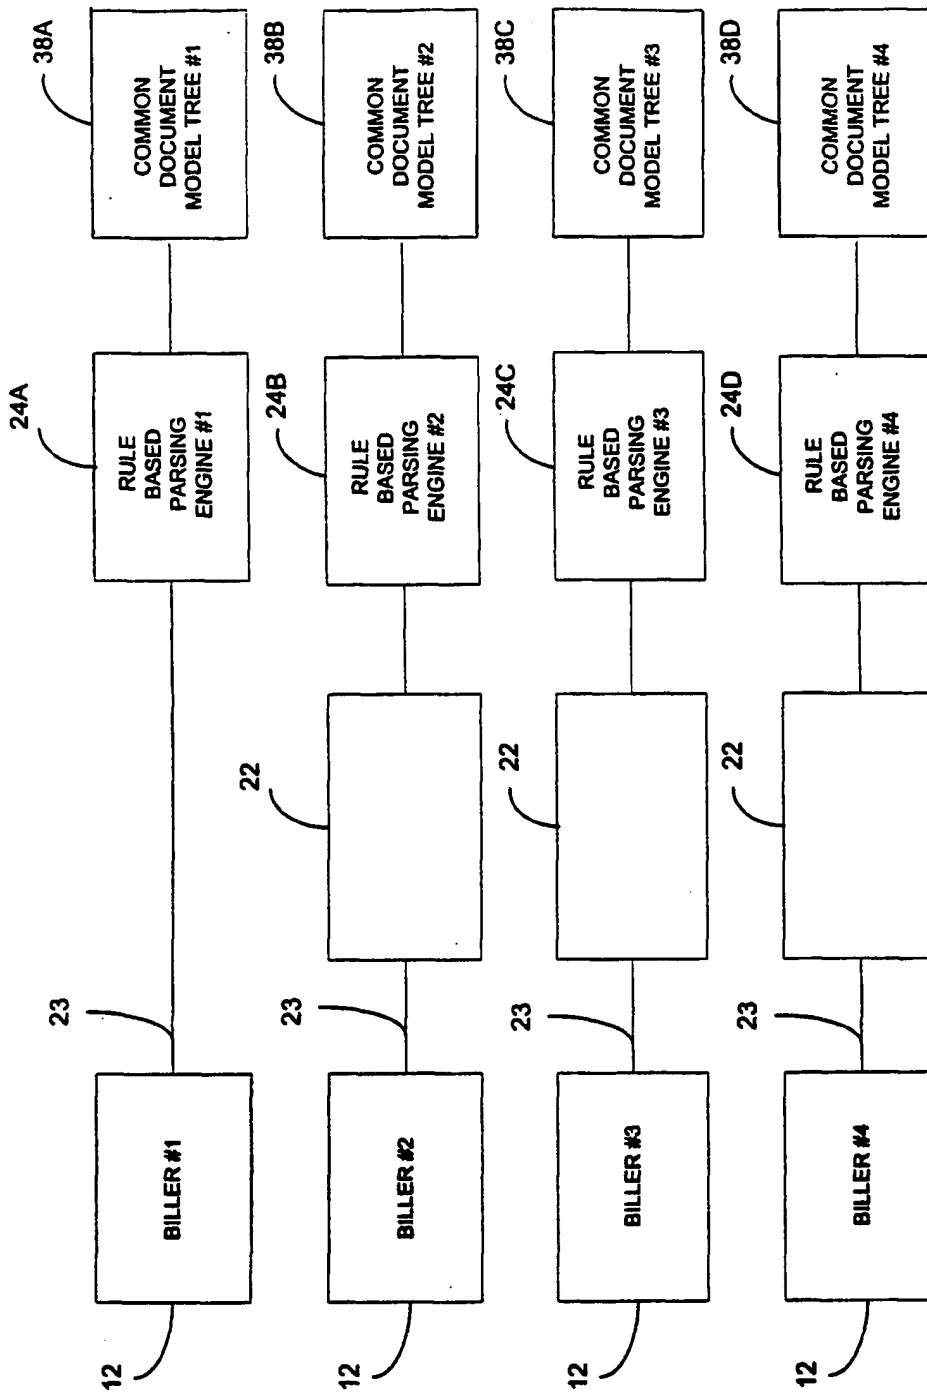 38A
COMMON
DOCUMENT
MODEL TREE #1
24A
RULE
BASED
PARSING
ENGINE #1
23
BILLER #1
12
38B
COMMON
DOCUMENT
MODEL TREE #2
24B
RULE
BASED
PARSING
ENGINE #2
22
23
BILLER #2
12
38C
COMMON
DOCUMENT
MODEL TREE #3
24C
RULE
BASED
PARSING
ENGINE #3
22
23
BILLER #3
12
38D
COMMON
DOCUMENT
MODEL TREE #4
24D
RULE
BASED
PARSING
ENGINE #4
22
23
BILLER #4
12